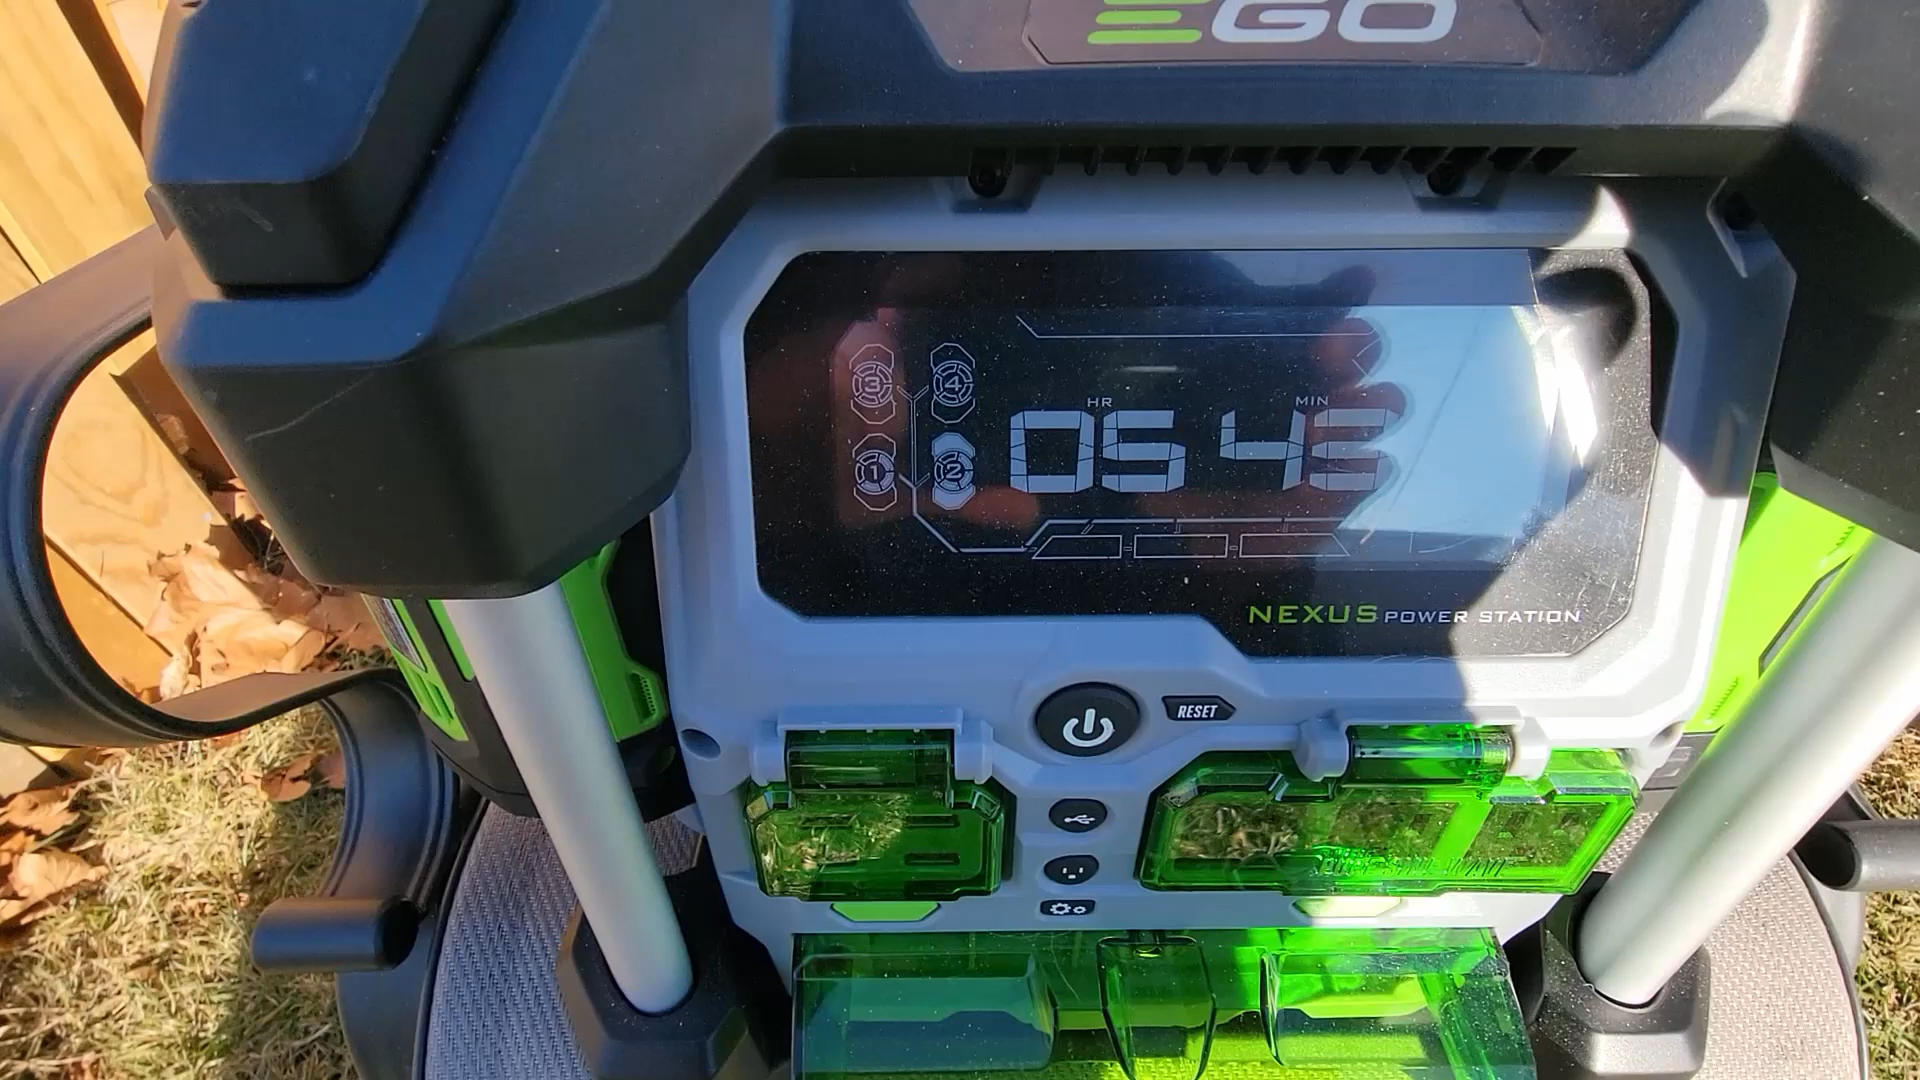 EGO
3 4
HR MIN
05 43
1 2
NEXUS POWER STATION
RESET